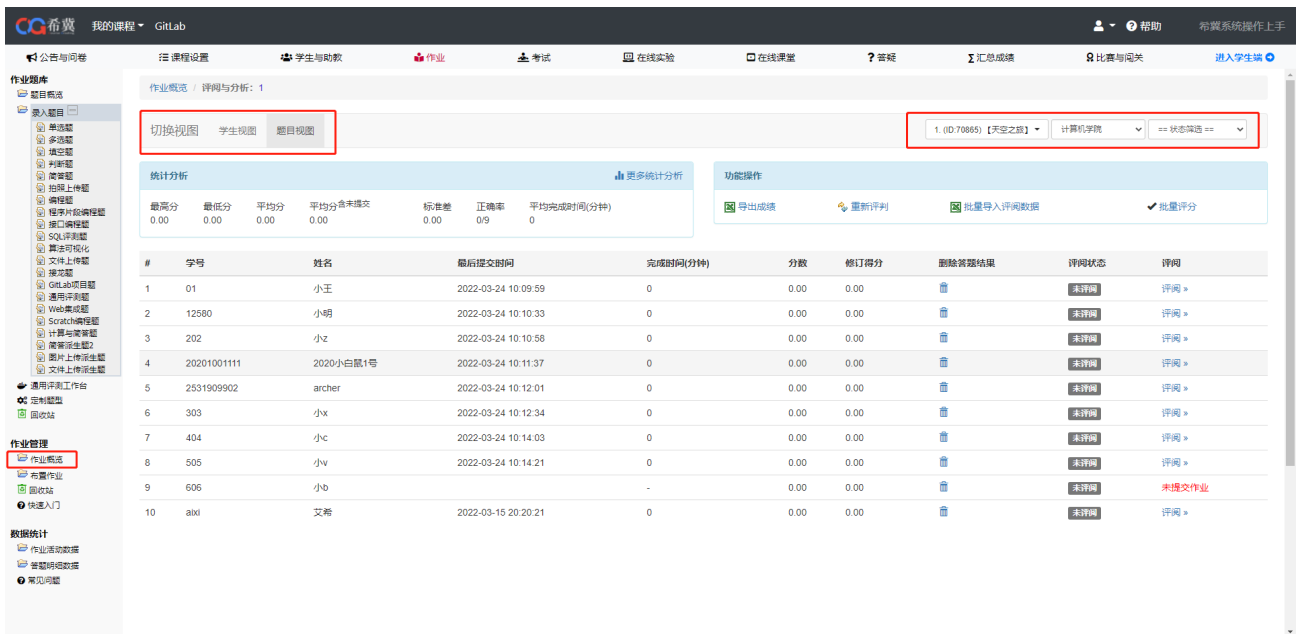 CG希冀 我的课程 GitLab 帮助 希冀系统操作上手
公告与问卷 课程设置 学生与助教 作业 考试 在线实验 在线课堂 答疑 汇总成绩 比赛与闯关 进入学生端
作业题库
题目概览
录入题目
单选题
多选题
填空题
判断题
简答题
拍照上传题
编程题
程序片段编程题
接口编程题
SQL评测题
算法可视化
文件上传题
接龙题
GitLab项目题
通用评测题
Web集成题
Scratch编程题
计算与简答题
简答派生题2
图片上传派生题
文件上传派生题
通用评测工作台
定制题型
回收站
作业管理
作业概览
布置作业
回收站
快速入门
数据统计
作业活动数据
答题明细数据
常见问题
作业概览 / 评阅与分析：1
切换视图 学生视图 题目视图 1. (ID:70865) 【天空之旅】 计算机学院 == 状态筛选 ==
统计分析 更多统计分析
最高分 最低分 平均分 平均分含未提交 标准差 正确率 平均完成时间(分钟)
0.00 0.00 0.00 0.00 0.00 0/9 0
功能操作
导出成绩 重新评判 批量导入评阅数据 批量评分
# 学号 姓名 最后提交时间 完成时间(分钟) 分数 修订得分 删除答题结果 评阅状态 评阅
1 01 小王 2022-03-24 10:09:59 0 0.00 0.00 未评阅 评阅 »
2 12580 小明 2022-03-24 10:10:33 0 0.00 0.00 未评阅 评阅 »
3 202 小z 2022-03-24 10:10:58 0 0.00 0.00 未评阅 评阅 »
4 20201001111 2020小白鼠1号 2022-03-24 10:11:37 0 0.00 0.00 未评阅 评阅 »
5 2531909902 archer 2022-03-24 10:12:01 0 0.00 0.00 未评阅 评阅 »
6 303 小x 2022-03-24 10:12:34 0 0.00 0.00 未评阅 评阅 »
7 404 小c 2022-03-24 10:14:03 0 0.00 0.00 未评阅 评阅 »
8 505 小v 2022-03-24 10:14:21 0 0.00 0.00 未评阅 评阅 »
9 606 小b - 0.00 0.00 未评阅 未提交作业
10 aixi 艾希 2022-03-15 20:20:21 0 0.00 0.00 未评阅 评阅 »